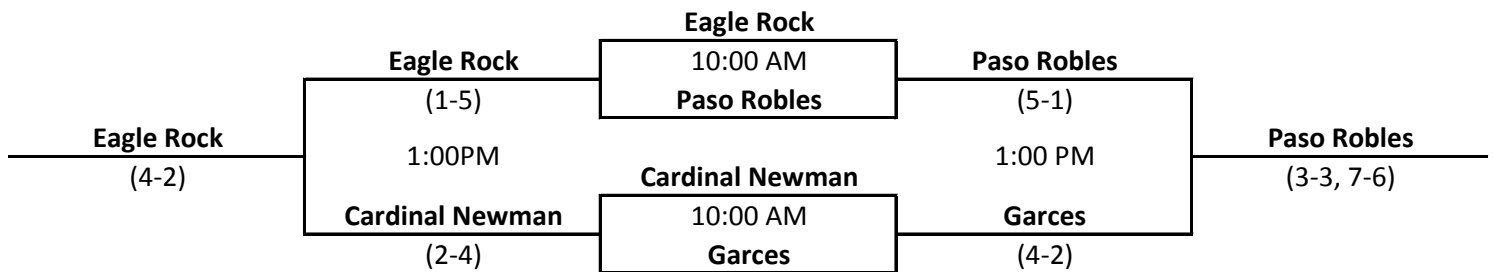 Eagle Rock
Eagle Rock 10:00 AM Paso Robles
(1-5) Paso Robles (5-1)
Eagle Rock 1:00PM 1:00 PM Paso Robles
(4-2) Cardinal Newman (3-3, 7-6)
Cardinal Newman 10:00 AM Garces
(2-4) Garces (4-2)